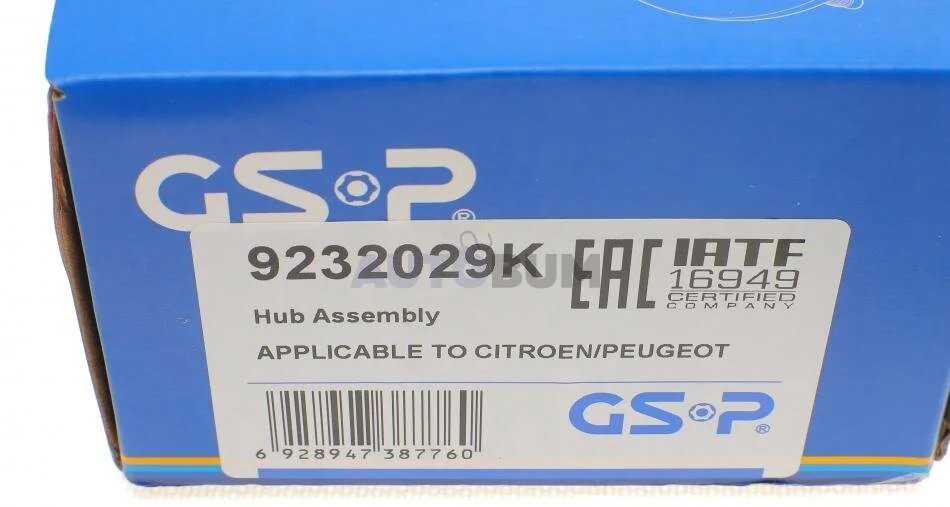 GSP®
9232029K
EAC
IATF
16949
CERTIFIED
COMPANY
AUTOBUM
Hub Assembly
APPLICABLE TO CITROEN/PEUGEOT
GSP®
6 928947 387760